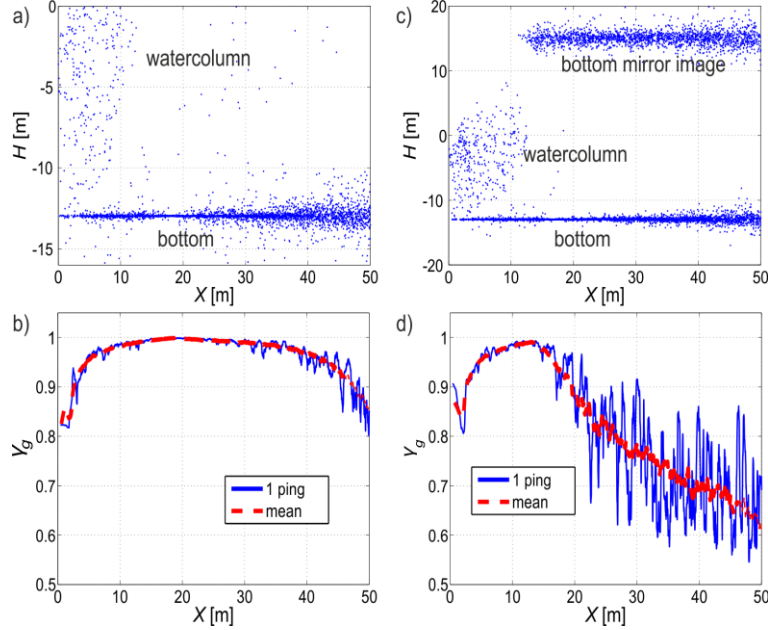 a)
0
-5
-10
-15
H [m]
watercolumn
bottom
0 10 20 30 40 50
X [m]
c)
20
10
0
-10
-20
H [m]
bottom mirror image
watercolumn
bottom
0 10 20 30 40 50
X [m]
b)
1
0.9
0.8
0.7
0.6
0.5
γg
1 ping
mean
0 10 20 30 40 50
X [m]
d)
1
0.9
0.8
0.7
0.6
0.5
γg
1 ping
mean
0 10 20 30 40 50
X [m]